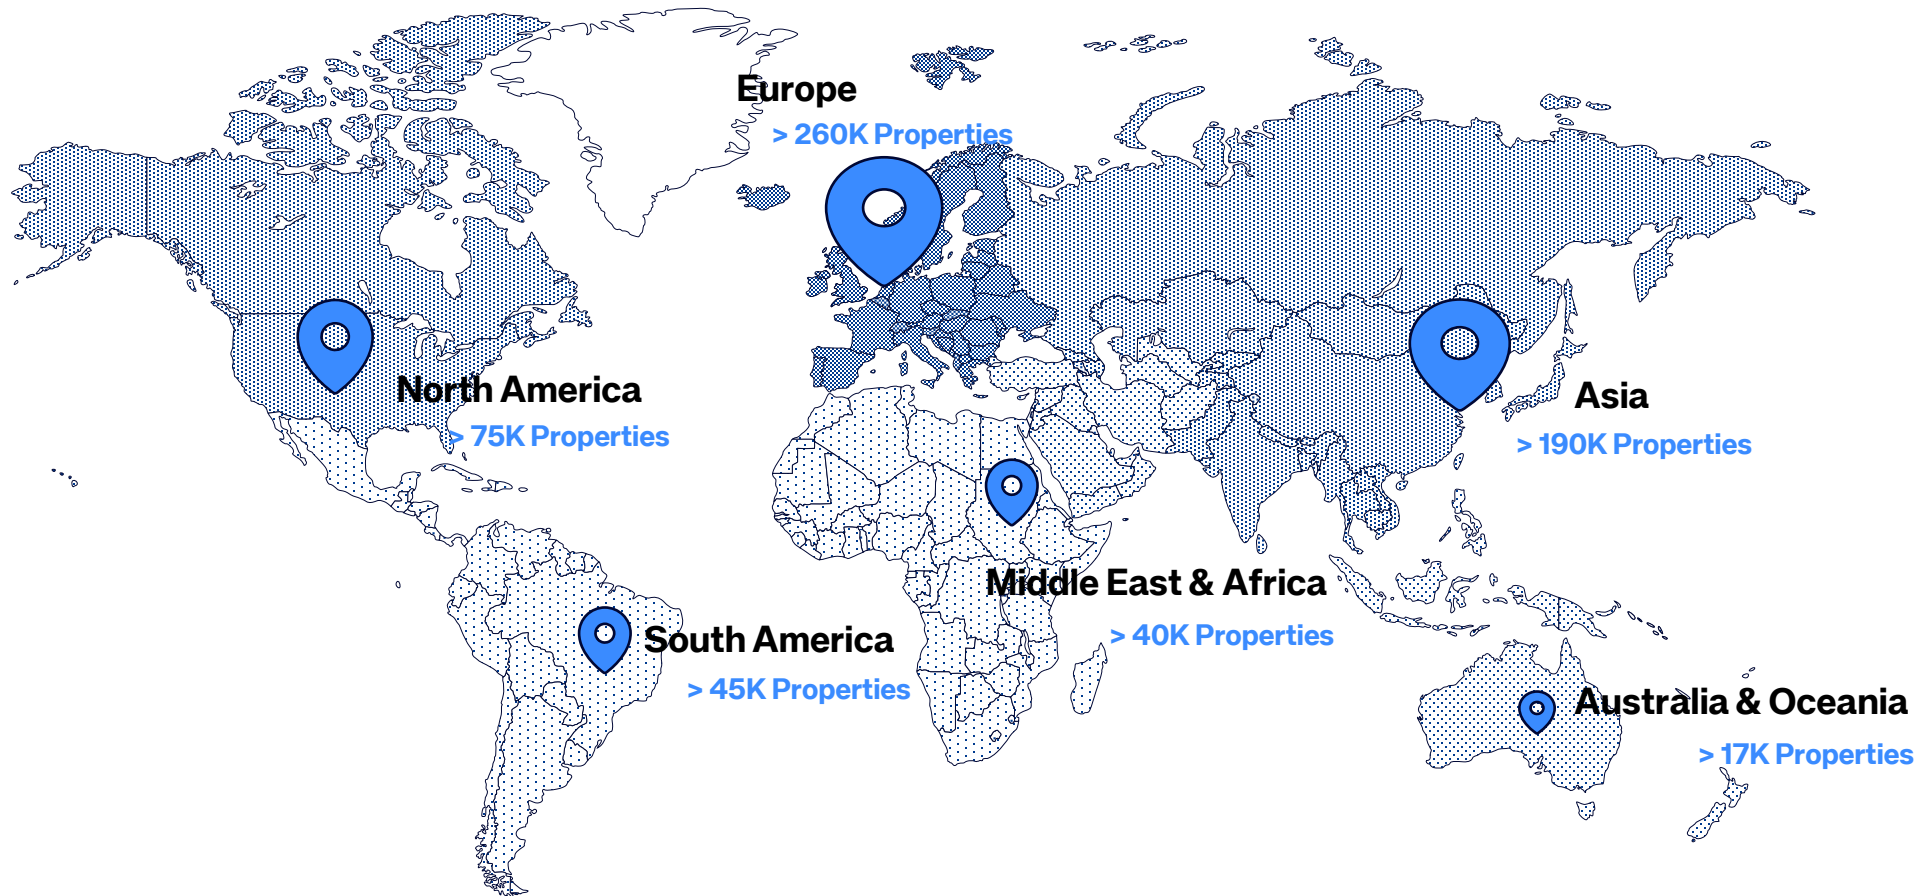 Europe
> 260K Properties
North America
> 75K Properties
Asia
> 190K Properties
Middle East & Africa
> 40K Properties
South America
> 45K Properties
Australia & Oceania
> 17K Properties